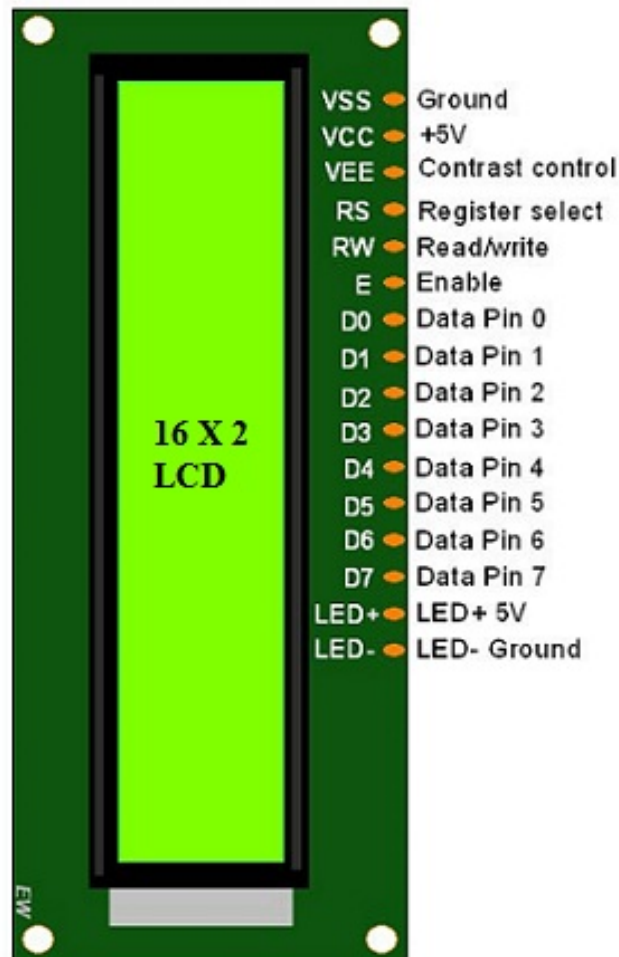 VSS Ground
VCC +5V
VEE Contrast control
RS Register select
RW Read/write
E Enable
D0 Data Pin 0
D1 Data Pin 1
D2 Data Pin 2
D3 Data Pin 3
16 X 2
LCD
D4 Data Pin 4
D5 Data Pin 5
D6 Data Pin 6
D7 Data Pin 7
LED+ LED+ 5V
LED- LED- Ground
EW